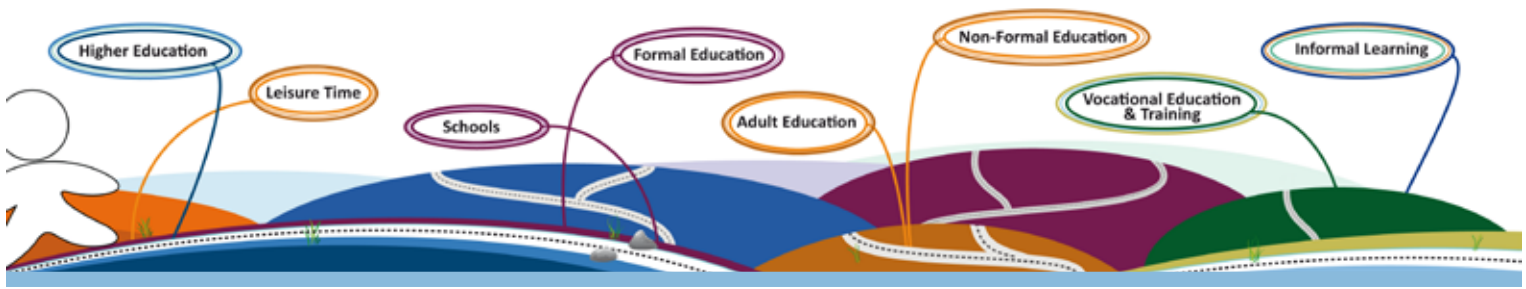 Higher Education
Leisure Time
Schools
Formal Education
Adult Education
Non-Formal Education
Vocational Education
& Training
Informal Learning